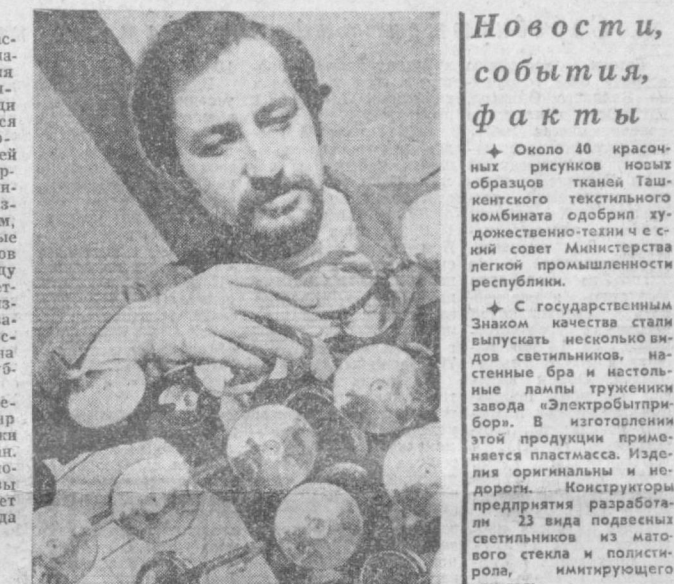 Новости,
события,
факты
✦ Около 40 красоч-
ных рисунков новых
образцов тканей Таш-
кентского текстильного
комбината одобрил ху-
дожественно-техничес-
кий совет Министерства
легкой промышленности
республики.
✦ С государственным
Знаком качества стали
выпускать несколько ви-
дов светильников, на-
стенные бра и настоль-
ные лампы труженики
завода «Электробытпри-
бор». В изготовлении
этой продукции приме-
няется пластмасса. Изде-
лия оригинальны и не-
дороги. Конструкторы
предприятия разработа-
ли 23 вида подвесных
светильников из мато-
вого стекла и полисти-
рола, имитирующего